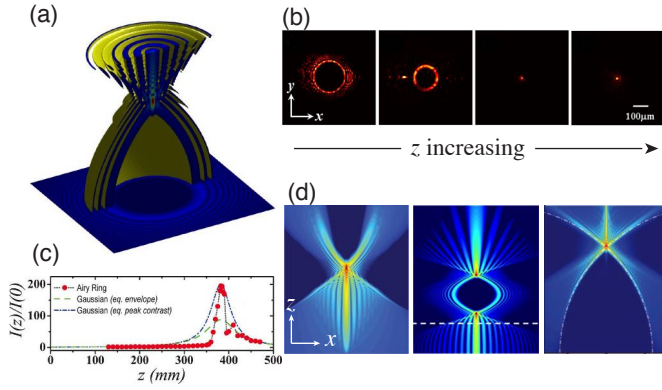 (a)
(b)
y
x
100μm
z increasing
(c)
200
150
100
50
0
I(z)/I(0)
Airy Ring
Gaussian (eq. envelope)
Gaussian (eq. peak contrast)
0 100 200 300 400 500
z (mm)
(d)
z
x